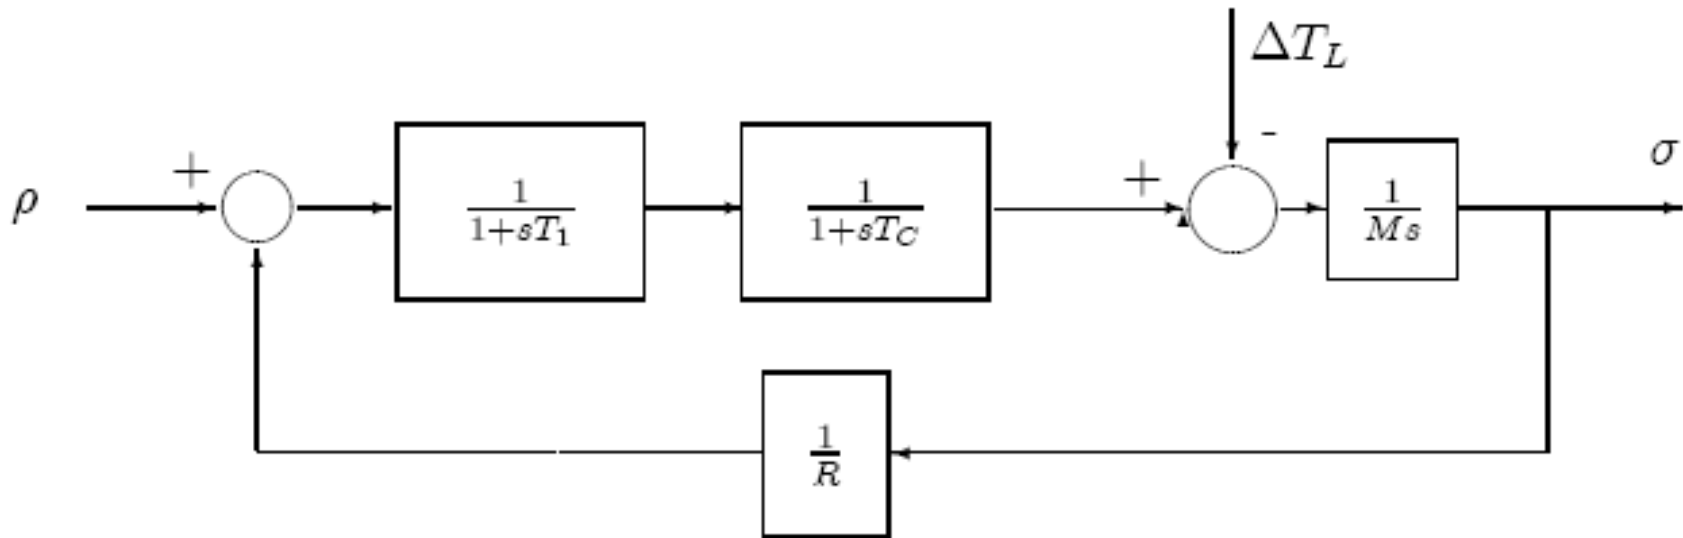 ΔT_L
ρ + 1/(1+sT_1) 1/(1+sT_C) + - 1/(Ms) σ
1/R